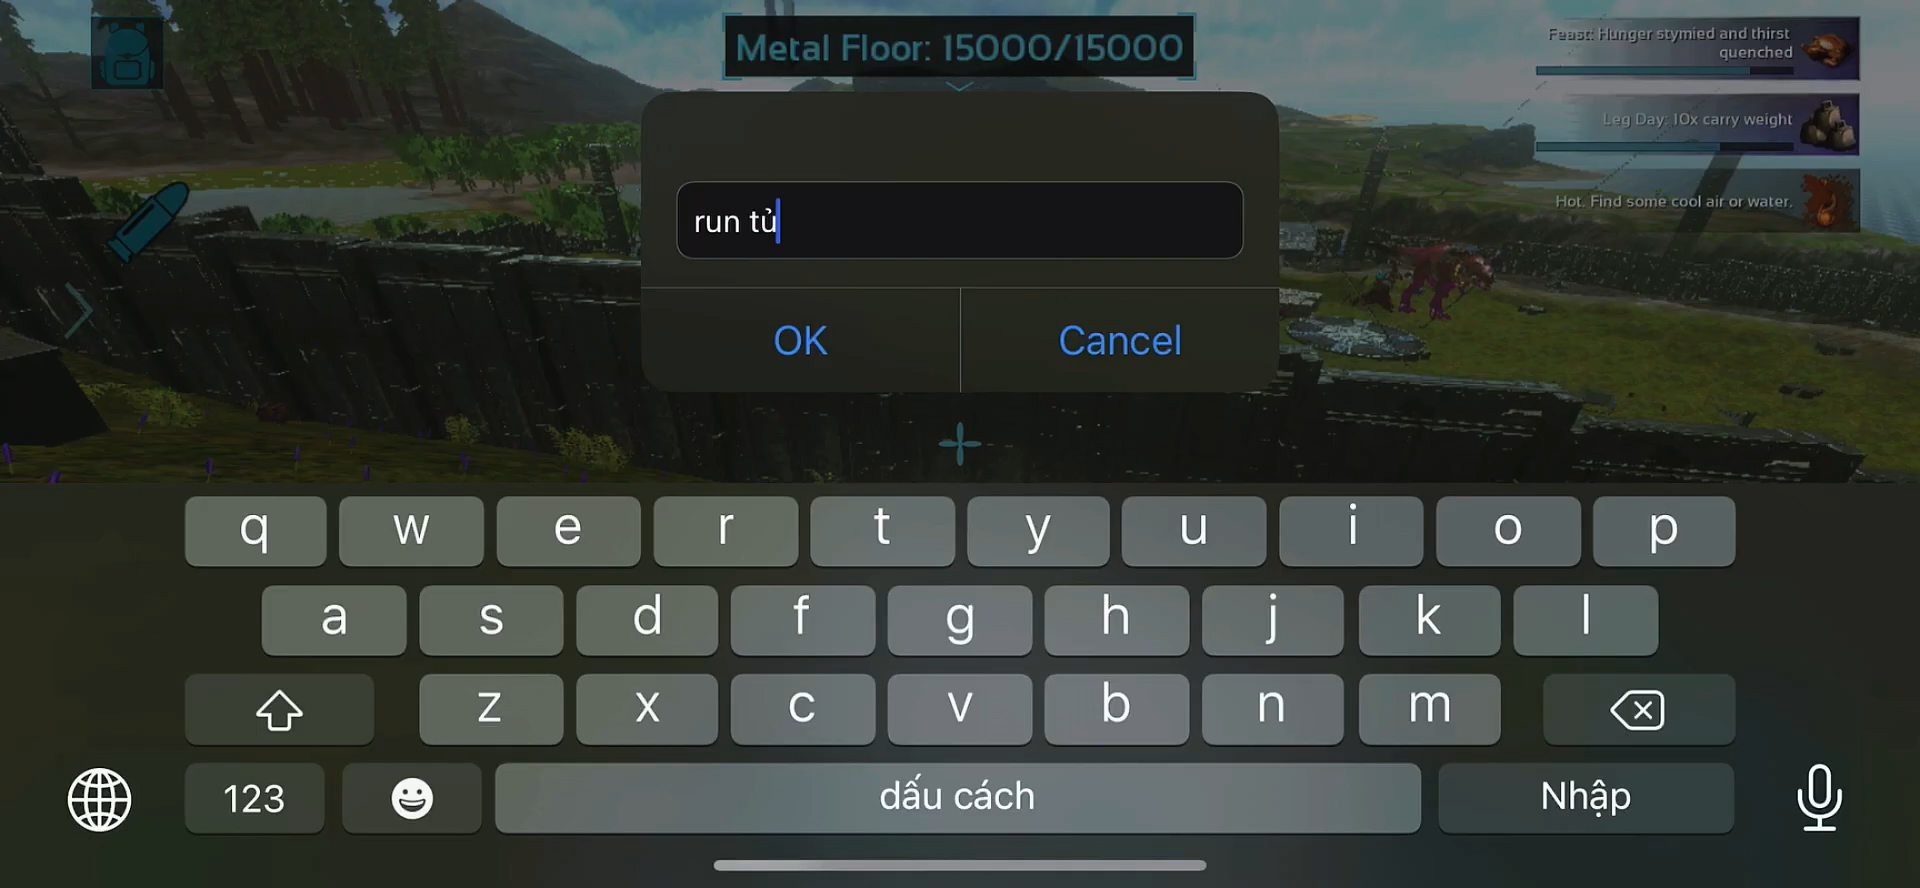 Metal Floor: 15000/15000
Feast: Hunger stymied and thirst
quenched
Leg Day: 10x carry weight
Hot. Find some cool air or water.
run tủ
OK
Cancel
q w e r t y u i o p
a s d f g h j k l
z x c v b n m
123
dấu cách
Nhập